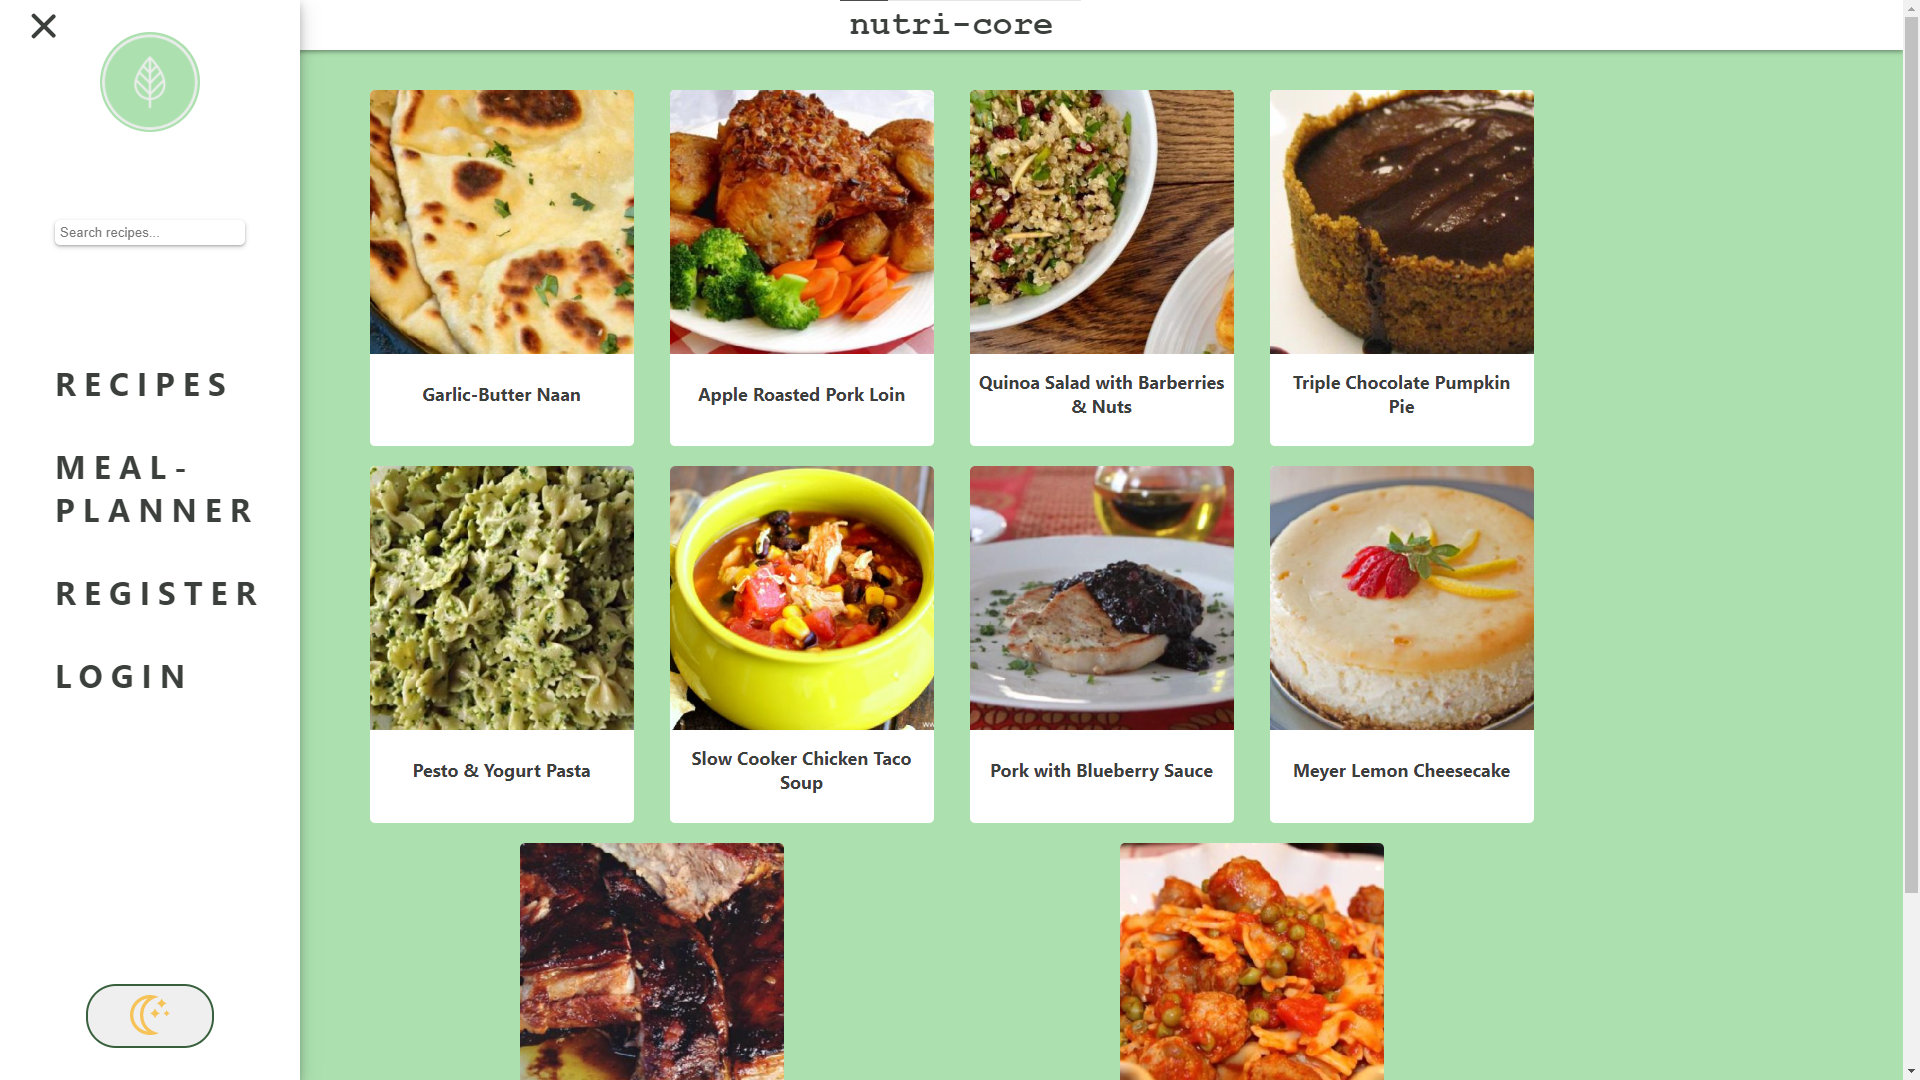 nutri-core
Search recipes...
RECIPES
MEAL-
PLANNER
REGISTER
LOGIN
Garlic-Butter Naan
Apple Roasted Pork Loin
Quinoa Salad with Barberries
& Nuts
Triple Chocolate Pumpkin
Pie
Pesto & Yogurt Pasta
Slow Cooker Chicken Taco
Soup
Pork with Blueberry Sauce
Meyer Lemon Cheesecake